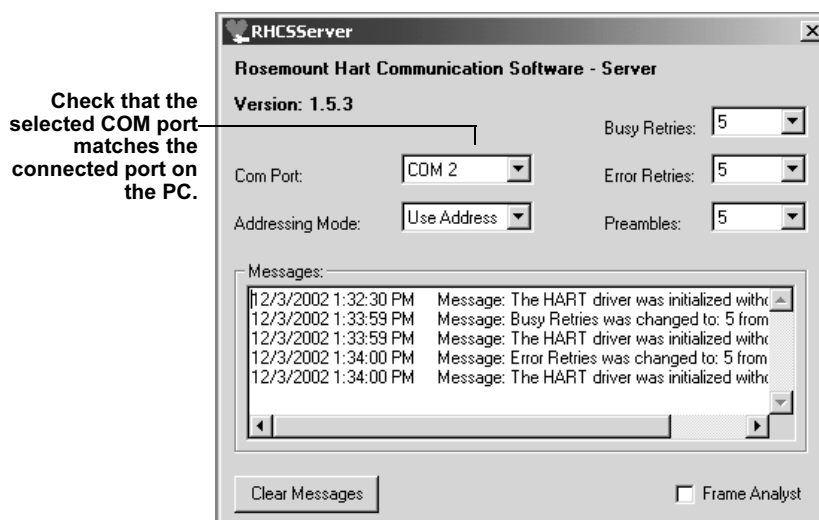 RHCSServer
Rosemount Hart Communication Software - Server
Version: 1.5.3
Check that the
selected COM port
matches the
connected port on
the PC.
Busy Retries: 5
Com Port: COM 2
Error Retries: 5
Addressing Mode: Use Address
Preambles: 5
Messages:
12/3/2002 1:32:30 PM Message: The HART driver was initialized
12/3/2002 1:33:59 PM Message: Busy Retries was changed to: 5 from
12/3/2002 1:33:59 PM Message: The HART driver was initialized
12/3/2002 1:34:00 PM Message: Error Retries was changed to: 5 from
12/3/2002 1:34:00 PM Message: The HART driver was initialized
Clear Messages
Frame Analyst